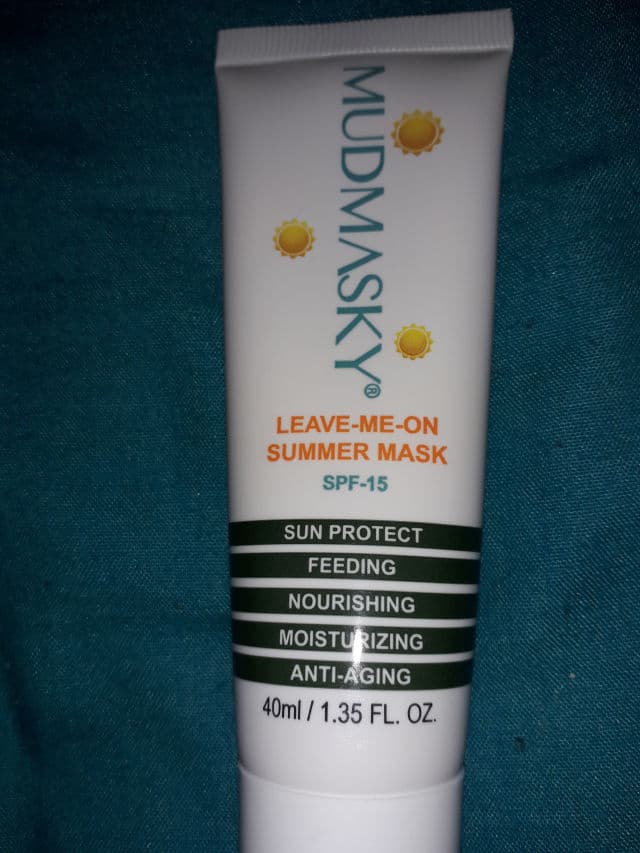 MUDMASKY®
LEAVE-ME-ON
SUMMER MASK
SPF-15
SUN PROTECT
FEEDING
NOURISHING
MOISTURIZING
ANTI-AGING
40ml / 1.35 FL. OZ.